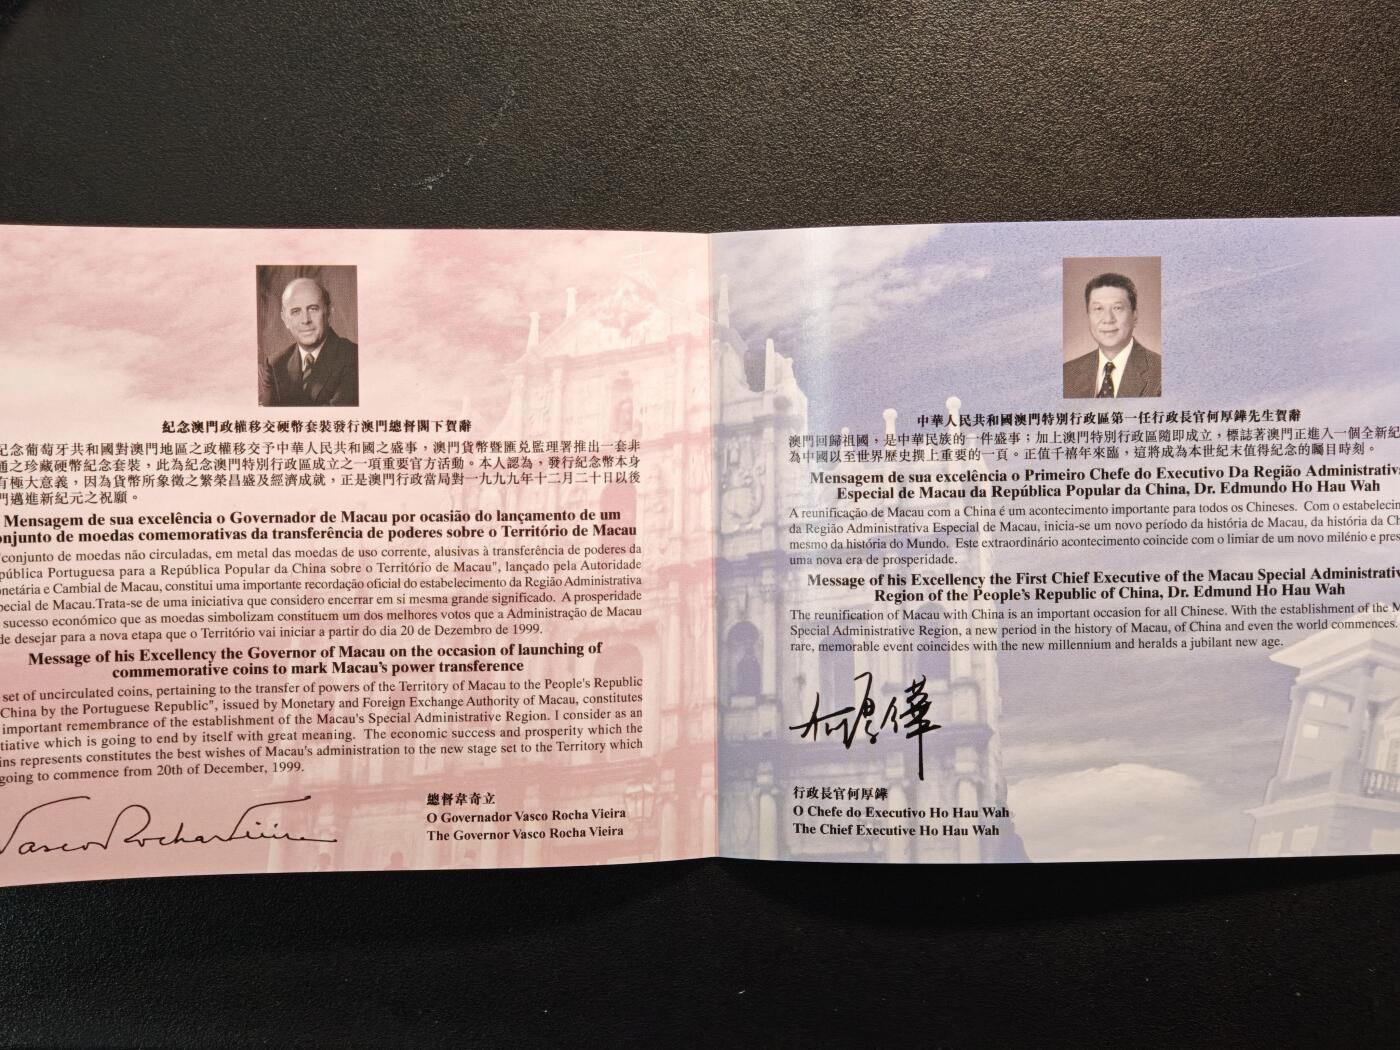 紀念澳門政權移交硬幣套裝發行澳門總督閣下賀辭
紀念葡萄牙共和國對澳門地區之政權移交予中華人民共和國之盛事，澳門貨幣暨匯兌監理署推出一套非
通之珍藏硬幣紀念套裝，此為紀念澳門特別行政區成立之一項重要官方活動。本人認為，發行紀念幣本身
有極大意義，因為貨幣所象徵之繁榮昌盛及經濟成就，正是澳門行政當局對一九九九年十二月二十日以後
門邁進新紀元之祝願。
Mensagem de sua excelência o Governador de Macau por ocasião do lançamento de um
onjunto de moedas comemorativas da transferência de poderes sobre o Território de Macau
"conjunto de moedas não circuladas, em metal das moedas de uso corrente, alusivas à transferência de poderes da
pública Portuguesa para a República Popular da China sobre o Território de Macau", lançado pela Autoridade
onetária e Cambial de Macau, constitui uma importante recordação oficial do estabelecimento da Região Administrativa
pecial de Macau.Trata-se de uma iniciativa que considero encerrar em si mesma grande significado. A prosperidade
sucesso económico que as moedas simbolizam constituem um dos melhores votos que a Administração de Macau
de desejar para a nova etapa que o Território vai iniciar a partir do dia 20 de Dezembro de 1999.
Message of his Excellency the Governor of Macau on the occasion of launching of
commemorative coins to mark Macau's power transference
set of uncirculated coins, pertaining to the transfer of powers of the Territory of Macau to the People's Republic
China by the Portuguese Republic", issued by Monetary and Foreign Exchange Authority of Macau, constitutes
important remembrance of the establishment of the Macau's Special Administrative Region. I consider as an
tiative which is going to end by itself with great meaning. The economic success and prosperity which the
ins represents constitutes the best wishes of Macau's administration to the new stage set to the Territory which
going to commence from 20th of December, 1999.
Vasco Rocha Vieira
總督韋奇立
O Governador Vasco Rocha Vieira
The Governor Vasco Rocha Vieira
中華人民共和國澳門特別行政區第一任行政長官何厚鏵先生賀辭
澳門回歸祖國，是中華民族的一件盛事；加上澳門特別行政區隨即成立，標誌著澳門正進入一個全新紀
為中國以至世界歷史撰上重要的一頁。正值千禧年來臨，這將成為本世紀末值得紀念的矚目時刻。
Mensagem de sua excelência o Primeiro Chefe do Executivo Da Região Administrativa
Especial de Macau da República Popular da China, Dr. Edmundo Ho Hau Wah
A reunificação de Macau com a China é um acontecimento importante para todos os Chineses. Com o estabelecim
da Região Administrativa Especial de Macau, inicia-se um novo período da história de Macau, da história da Ch
mesmo da história do Mundo. Este extraordinário acontecimento coincide com o limiar de um novo milénio e pres
uma nova era de prosperidade.
Message of his Excellency the First Chief Executive of the Macau Special Administrativ
Region of the People's Republic of China, Dr. Edmund Ho Hau Wah
The reunification of Macau with China is an important occasion for all Chinese. With the establishment of the M
Special Administrative Region, a new period in the history of Macau, of China and even the world commences.
rare, memorable event coincides with the new millennium and heralds a jubilant new age.
何厚鏵
行政長官何厚鏵
O Chefe do Executivo Ho Hau Wah
The Chief Executive Ho Hau Wah